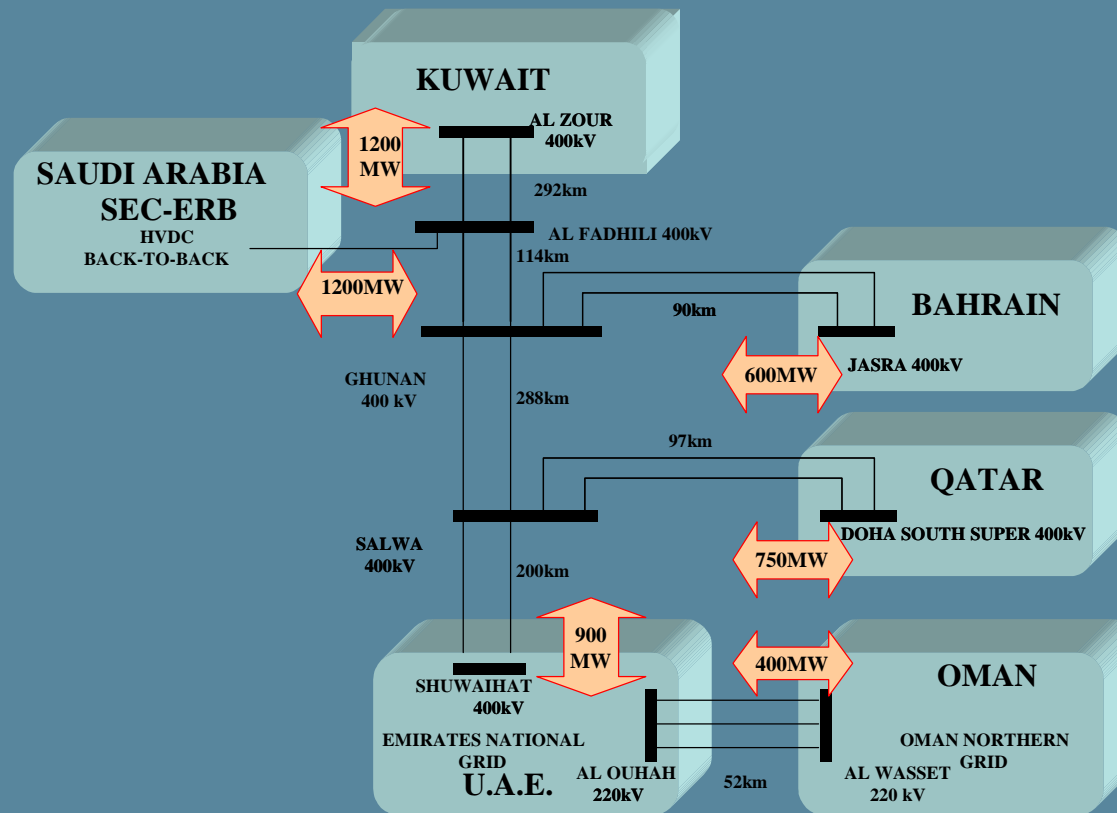 KUWAIT
AL ZOUR
400kV
1200
MW
SAUDI ARABIA
SEC-ERB
HVDC
BACK-TO-BACK
292km
AL FADHILI 400kV
114km
1200MW
90km
BAHRAIN
JASRA 400kV
600MW
GHUNAN
400 kV
288km
97km
QATAR
DOHA SOUTH SUPER 400kV
750MW
SALWA
400kV
200km
900
MW
400MW
OMAN
SHUWAIHAT
400kV
EMIRATES NATIONAL
GRID
U.A.E.
AL OUHAH
220kV
52km
OMAN NORTHERN
GRID
AL WASSET
220 kV